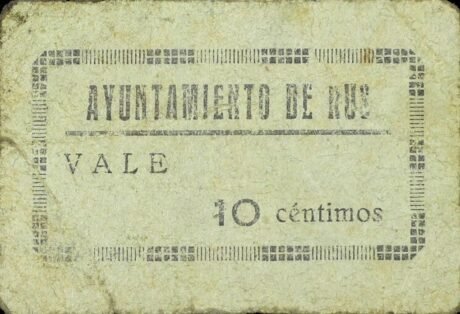 AYUNTAMIENTO DE RUS
VALE
10 céntimos